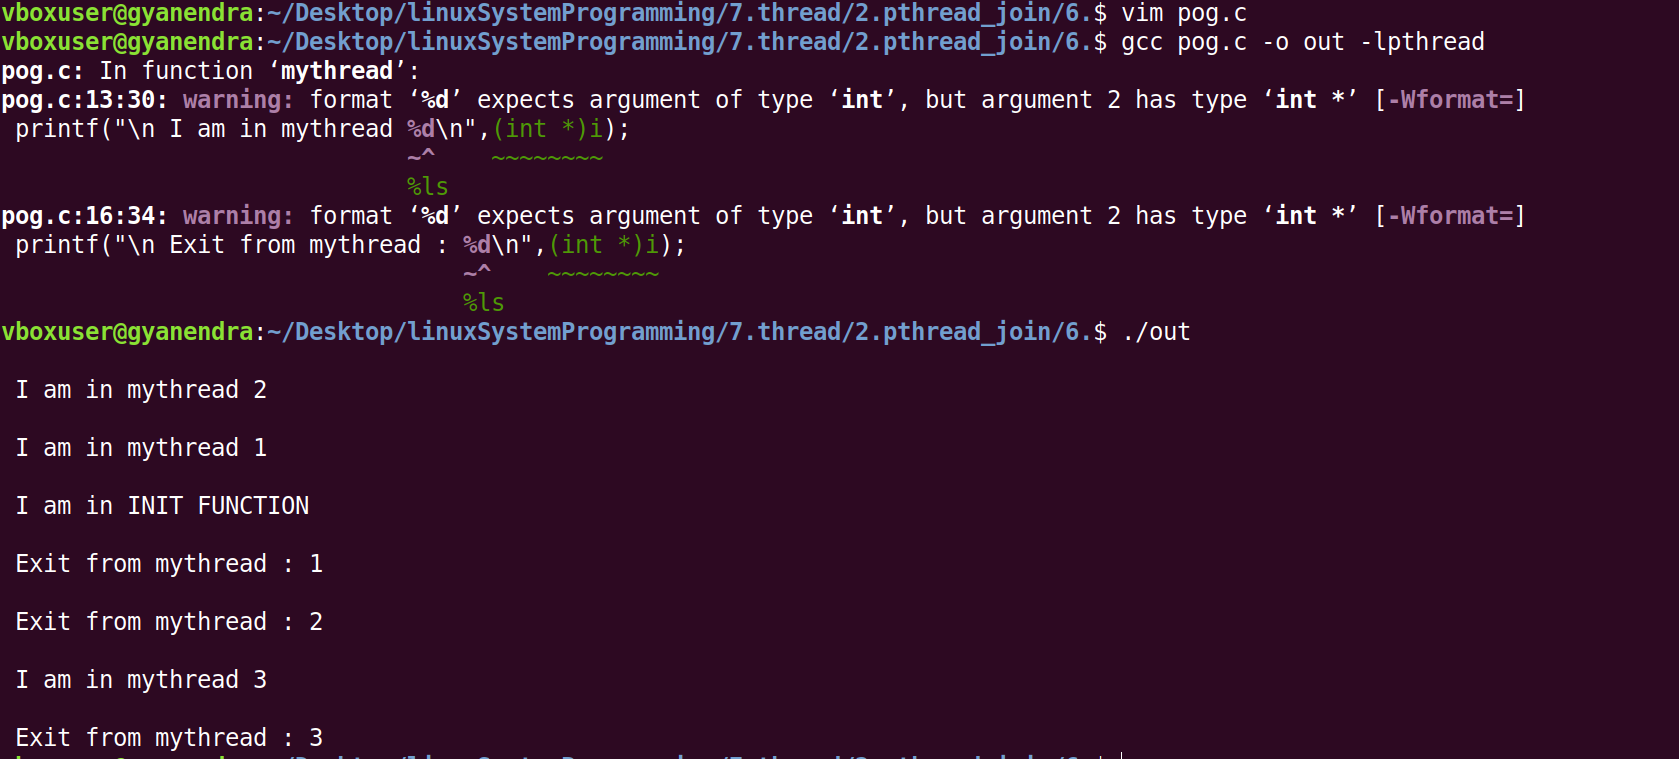 vboxuser@gyanendra:~/Desktop/linuxSystemProgramming/7.thread/2.pthread_join/6.$ vim pog.c
vboxuser@gyanendra:~/Desktop/linuxSystemProgramming/7.thread/2.pthread_join/6.$ gcc pog.c -o out -lpthread
pog.c: In function ‘mythread’:
pog.c:13:30: warning: format ‘%d’ expects argument of type ‘int’, but argument 2 has type ‘int *’ [-Wformat=]
 printf("\n I am in mythread %d\n",(int *)i);
                             ~^    ~~~~~~~~
                             %ls
pog.c:16:34: warning: format ‘%d’ expects argument of type ‘int’, but argument 2 has type ‘int *’ [-Wformat=]
 printf("\n Exit from mythread : %d\n",(int *)i);
                                 ~^    ~~~~~~~~
                                 %ls
vboxuser@gyanendra:~/Desktop/linuxSystemProgramming/7.thread/2.pthread_join/6.$ ./out
 I am in mythread 2
 I am in mythread 1
 I am in INIT FUNCTION
 Exit from mythread : 1
 Exit from mythread : 2
 I am in mythread 3
 Exit from mythread : 3